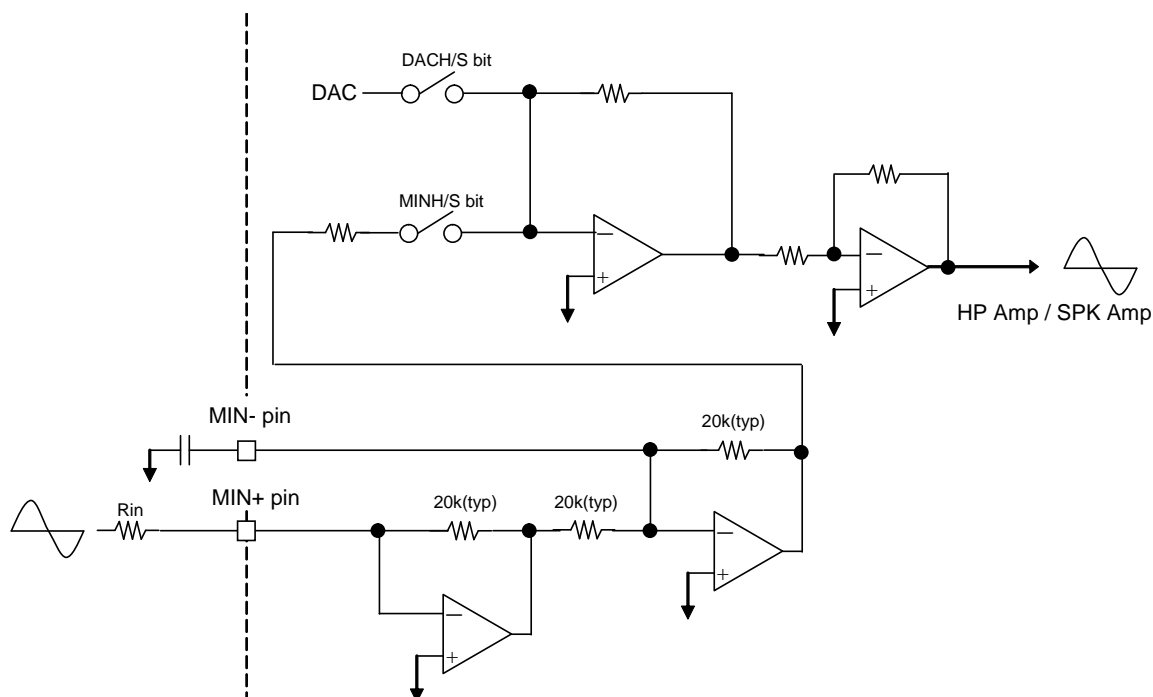 DACH/S bit
DAC
MINH/S bit
−
+
−
+
HP Amp / SPK Amp
MIN- pin
20k(typ)
MIN+ pin
Rin
20k(typ)
20k(typ)
−
+
−
+